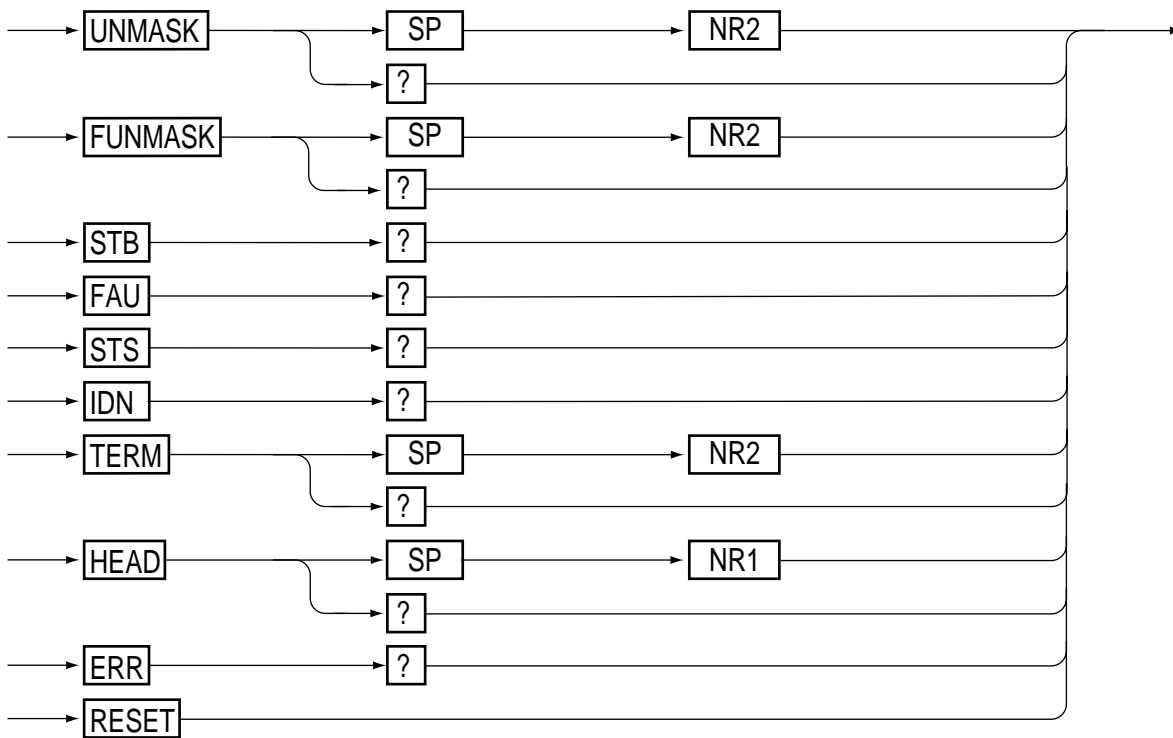 UNMASK SP NR2
?
FUNMASK SP NR2
?
STB ?
FAU ?
STS ?
IDN ?
TERM SP NR2
?
HEAD SP NR1
?
ERR ?
RESET